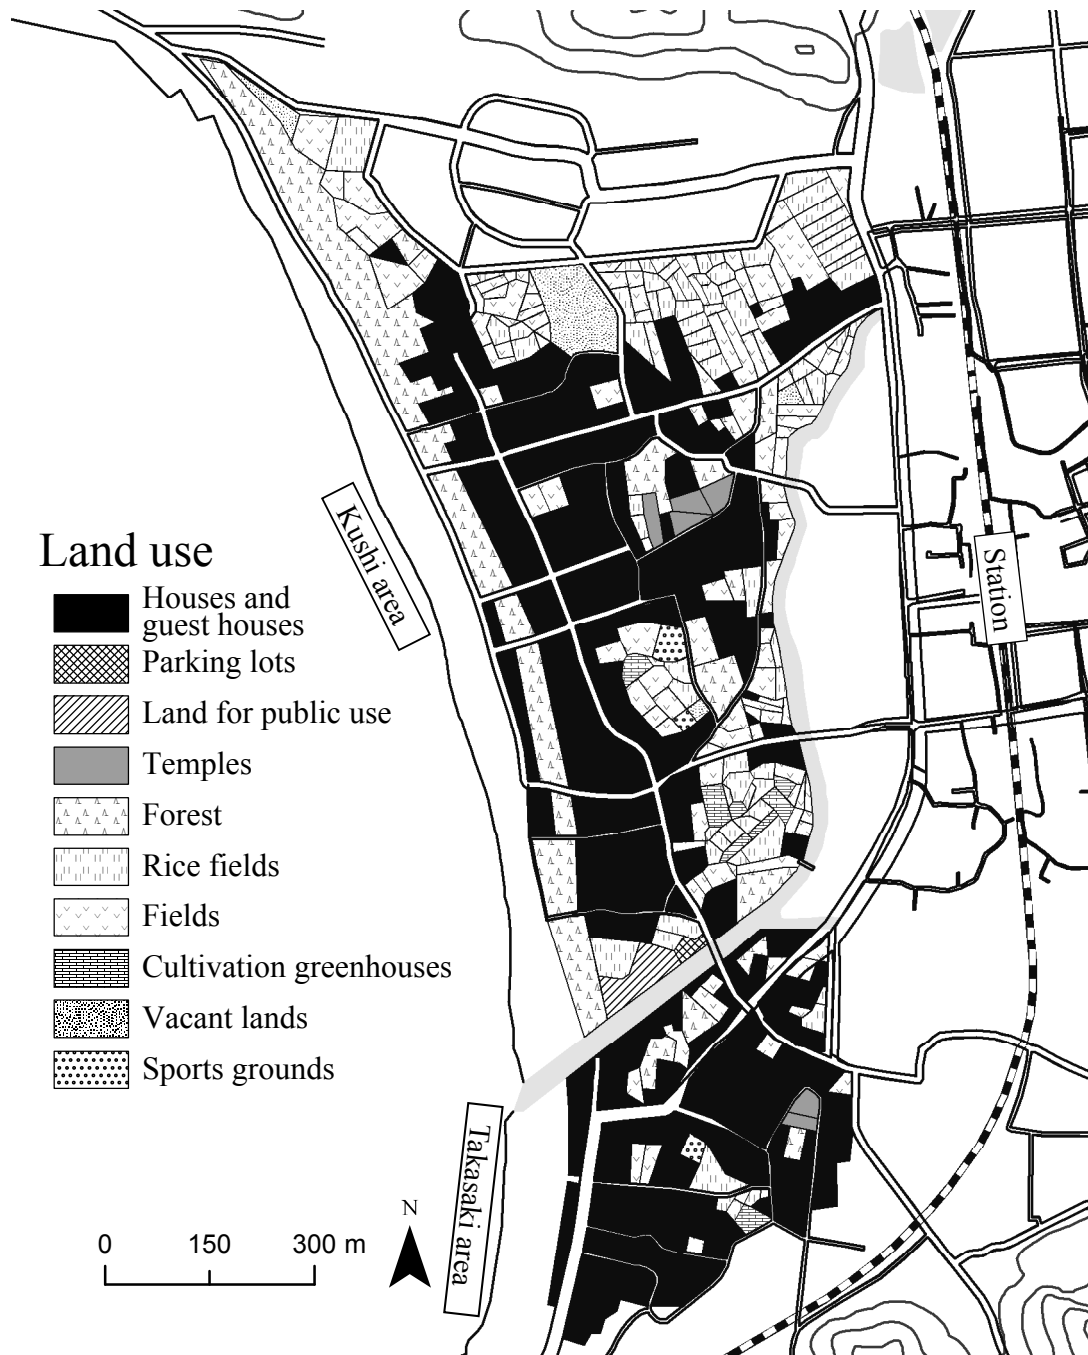 Kushi area
Station
Land use
Houses and
guest houses
Parking lots
Land for public use
Temples
Forest
Rice fields
Fields
Cultivation greenhouses
Vacant lands
Sports grounds
Takasaki area
N
0 150 300 m